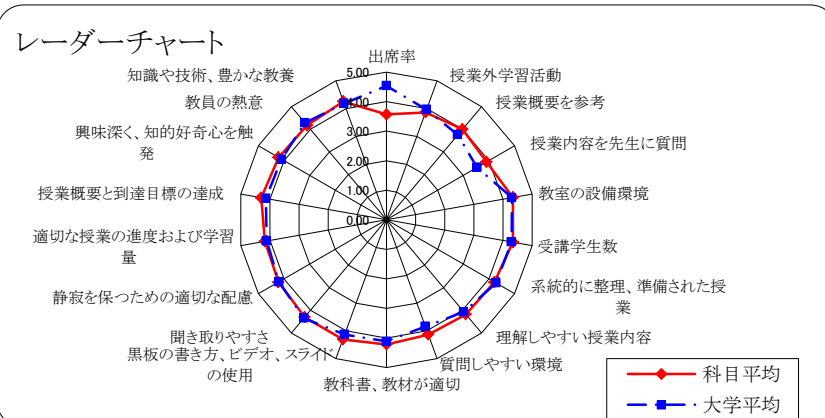 レーダーチャート
出席率
授業外学習活動
授業概要を参考
授業内容を先生に質問
教室の設備環境
受講学生数
系統的に整理、準備された授
業
理解しやすい授業内容
質問しやすい環境
教科書、教材が適切
黒板の書き方、ビデオ、スライド
の使用
聞き取りやすさ
静寂を保つための適切な配慮
適切な授業の進度および学習
量
授業概要と到達目標の達成
興味深く、知的好奇心を触
発
教員の熱意
知識や技術、豊かな教養
5.00
4.00
3.00
2.00
1.00
0.00
科目平均
大学平均